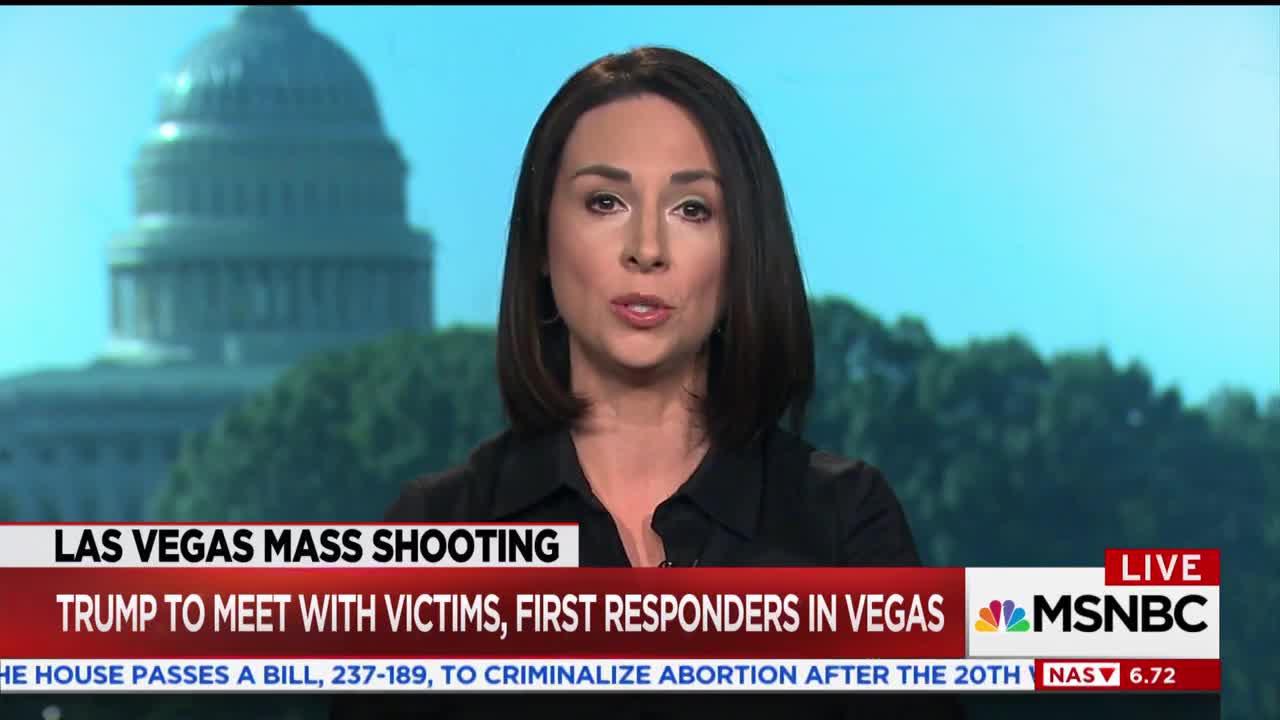 LAS VEGAS MASS SHOOTING
LIVE
TRUMP TO MEET WITH VICTIMS, FIRST RESPONDERS IN VEGAS
MSNBC
HE HOUSE PASSES A BILL, 237-189, TO CRIMINALIZE ABORTION AFTER THE 20TH
NAS▼ 6.72